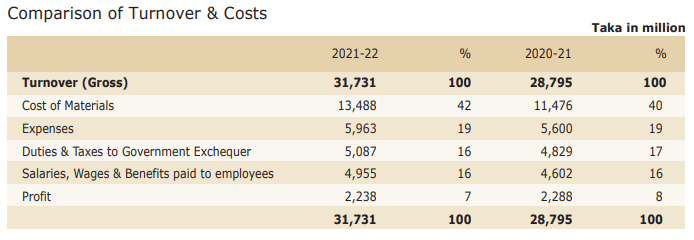 Comparison of Turnover & Costs
Taka in million
2021-22 % 2020-21 %
Turnover (Gross) 31,731 100 28,795 100
Cost of Materials 13,488 42 11,476 40
Expenses 5,963 19 5,600 19
Duties & Taxes to Government Exchequer 5,087 16 4,829 17
Salaries, Wages & Benefits paid to employees 4,955 16 4,602 16
Profit 2,238 7 2,288 8
31,731 100 28,795 100